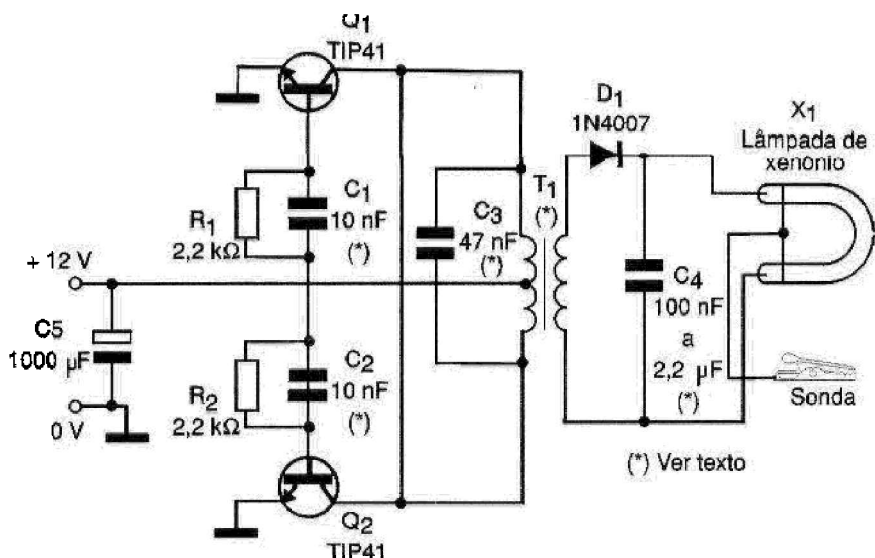 Q1
TIP41
D1
1N4007
X1
Lâmpada de
xenônio
C1
10 nF
(*)
R1
2,2 kΩ
C3
47 nF
(*)
T1
(*)
+ 12 V
C5
1000 µF
0 V
C4
100 nF
a
2,2 µF
(*)
C2
10 nF
(*)
R2
2,2 kΩ
Sonda
(*) Ver texto
Q2
TIP41